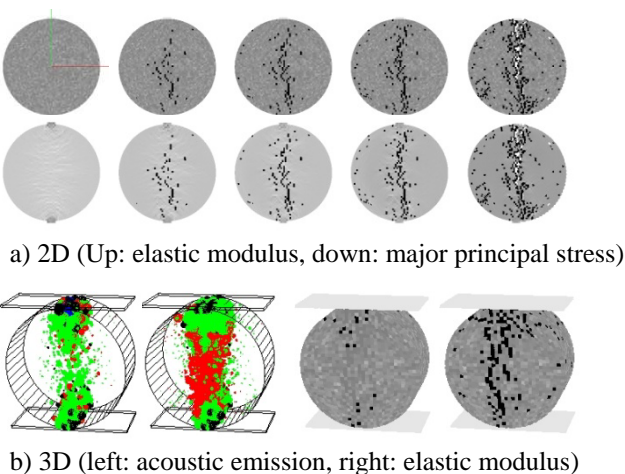 a) 2D (Up: elastic modulus, down: major principal stress)
b) 3D (left: acoustic emission, right: elastic modulus)